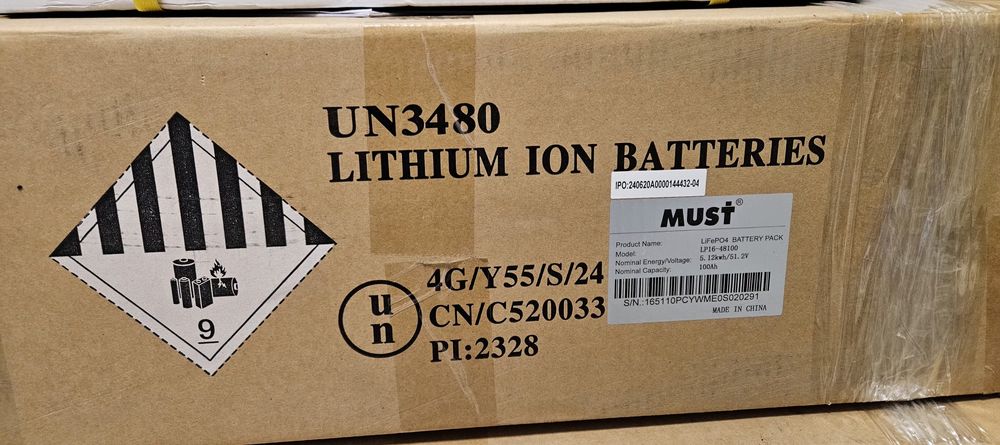 UN3480
LITHIUM ION BATTERIES
IPO:240620A0000144432-04
MUST®
Product Name: LiFePO4 BATTERY PACK
Model: LP16-48100
Nominal Energy/Voltage: 5.12kwh/51.2V
Nominal Capacity: 100Ah
S/N.:165110PCYWME0S020291
MADE IN CHINA
un
4G/Y55/S/24
CN/C520033
PI:2328
9